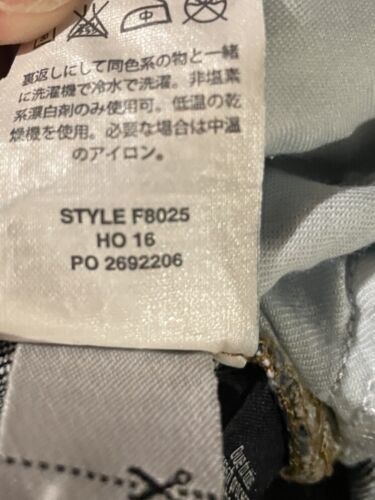 裏返しにして同色系の物と一緒
に洗濯機で冷水で洗濯。非塩素
系漂白剤のみ使用可。低温の乾
燥機を使用。必要な場合は中温
のアイロン。
STYLE F8025
HO 16
PO 2692206